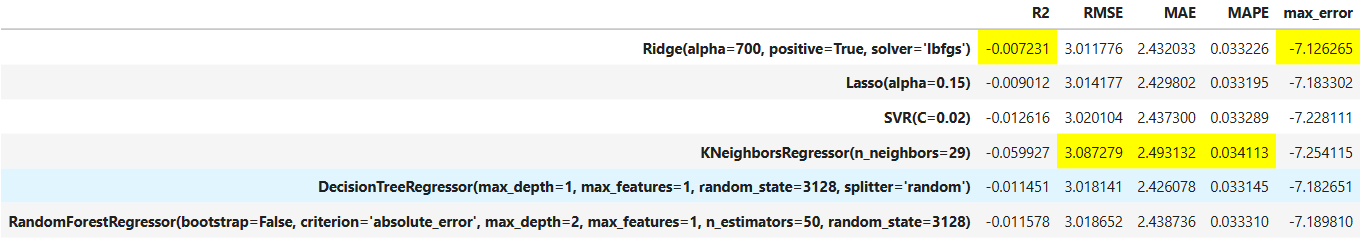 R2 RMSE MAE MAPE max_error
Ridge(alpha=700, positive=True, solver='lbfgs') -0.007231 3.011776 2.432033 0.033226 -7.126265
Lasso(alpha=0.15) -0.009012 3.014177 2.429802 0.033195 -7.183302
SVR(C=0.02) -0.012616 3.020104 2.437300 0.033289 -7.228111
KNeighborsRegressor(n_neighbors=29) -0.059927 3.087279 2.493132 0.034113 -7.254115
DecisionTreeRegressor(max_depth=1, max_features=1, random_state=3128, splitter='random') -0.011451 3.018141 2.426078 0.033145 -7.182651
RandomForestRegressor(bootstrap=False, criterion='absolute_error', max_depth=2, max_features=1, n_estimators=50, random_state=3128) -0.011578 3.018652 2.438736 0.033310 -7.189810